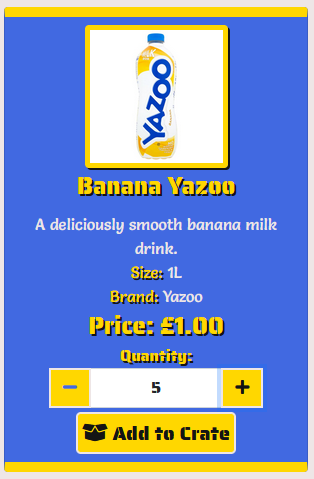 MILK
YAZOO
Banana Yazoo
A deliciously smooth banana milk
drink.
Size: 1L
Brand: Yazoo
Price: £1.00
Quantity:
− 5 +
Add to Crate